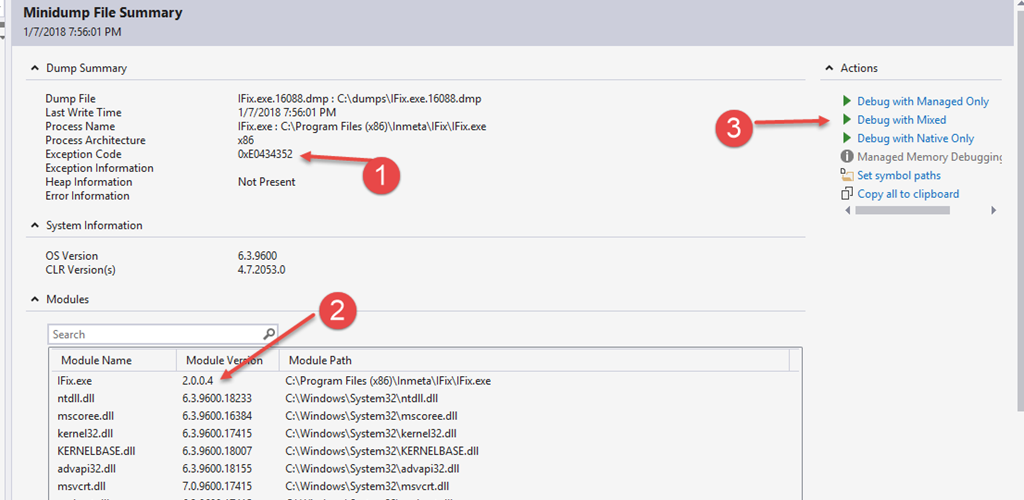 Minidump File Summary
1/7/2018 7:56:01 PM
Dump Summary
Dump File IFix.exe.16088.dmp : C:\dumps\IFix.exe.16088.dmp
Last Write Time 1/7/2018 7:56:01 PM
Process Name IFix.exe : C:\Program Files (x86)\Inmeta\IFix\IFix.exe
Process Architecture x86
Exception Code 0xE0434352
Exception Information
Heap Information Not Present
Error Information
1
System Information
OS Version 6.3.9600
CLR Version(s) 4.7.2053.0
Modules
2
Search
Module Name Module Version Module Path
IFix.exe 2.0.0.4 C:\Program Files (x86)\Inmeta\IFix\IFix.exe
ntdll.dll 6.3.9600.18233 C:\Windows\System32\ntdll.dll
mscoree.dll 6.3.9600.16384 C:\Windows\System32\mscoree.dll
kernel32.dll 6.3.9600.17415 C:\Windows\System32\kernel32.dll
KERNELBASE.dll 6.3.9600.18007 C:\Windows\System32\KERNELBASE.dll
advapi32.dll 6.3.9600.18155 C:\Windows\System32\advapi32.dll
msvcrt.dll 7.0.9600.17415 C:\Windows\System32\msvcrt.dll
Actions
Debug with Managed Only
3
Debug with Mixed
Debug with Native Only
Managed Memory Debugging
Set symbol paths
Copy all to clipboard